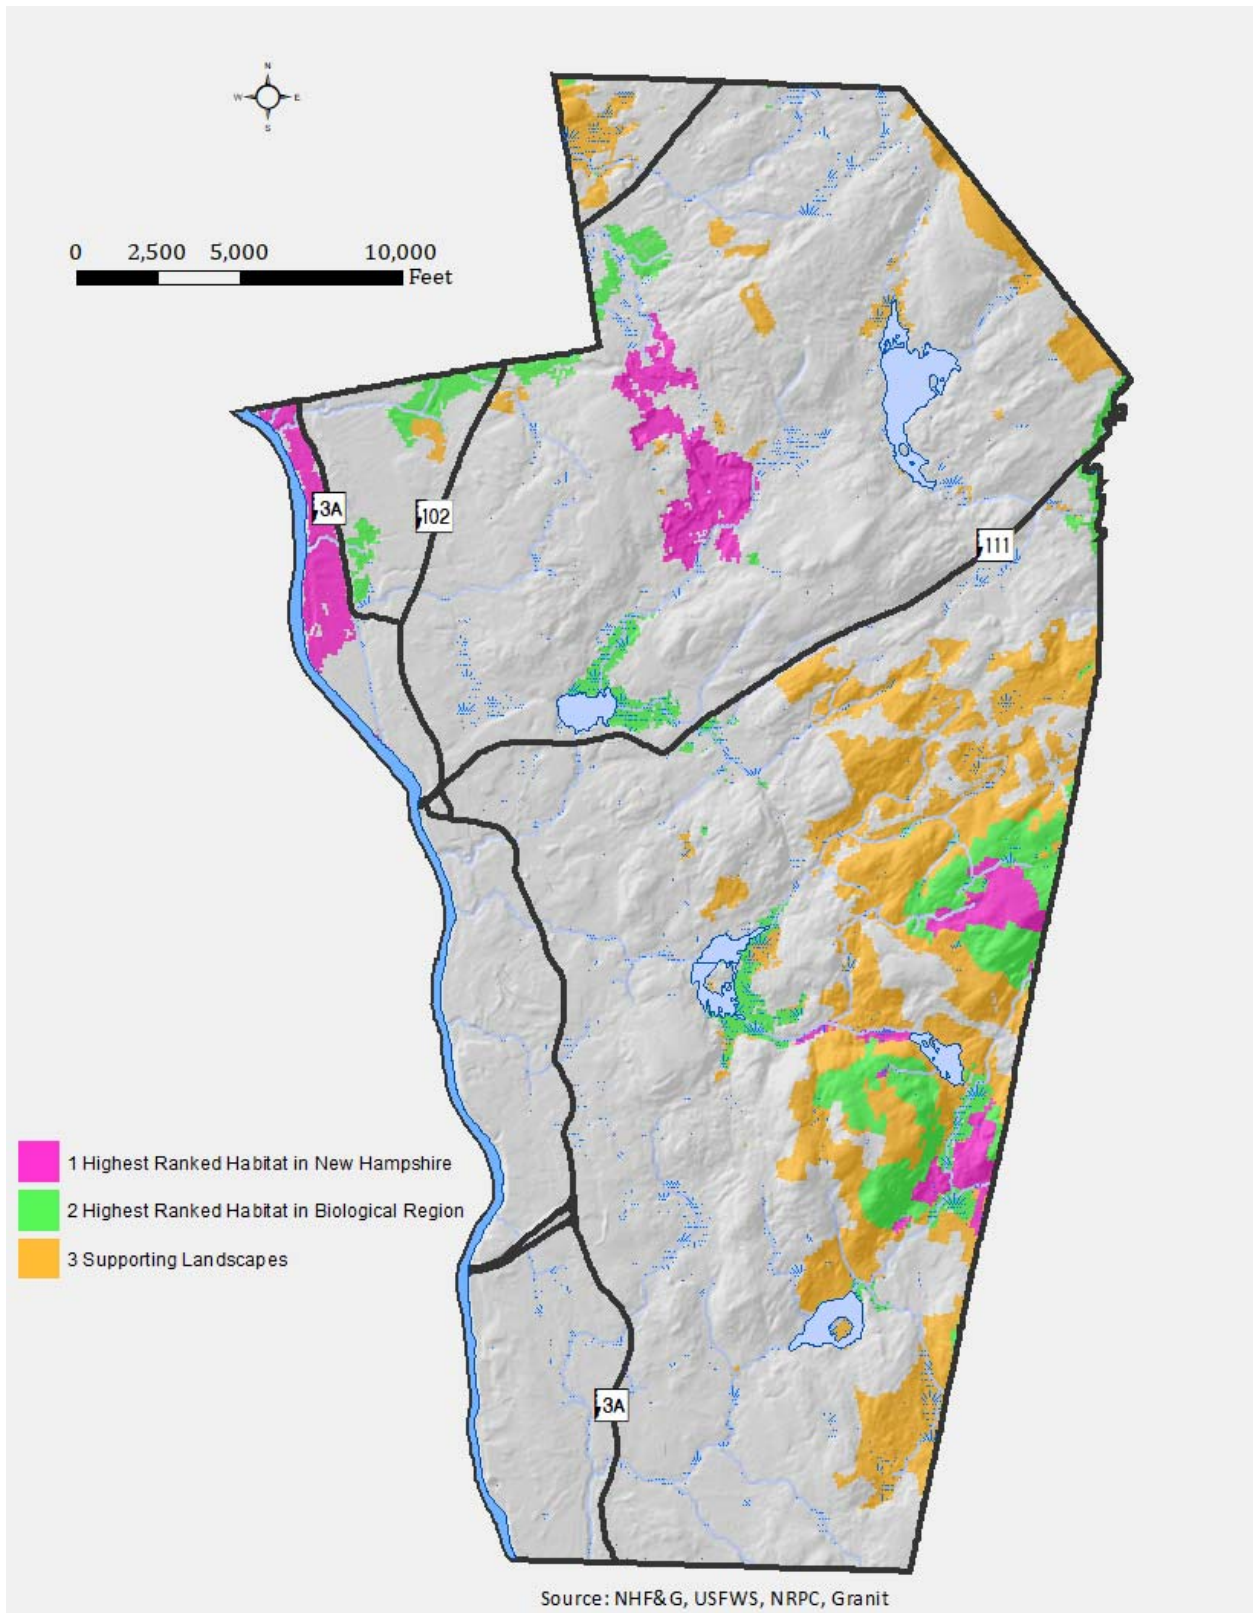 N
W E
S
0 2,500 5,000 10,000
Feet
3A
102
111
1 Highest Ranked Habitat in New Hampshire
2 Highest Ranked Habitat in Biological Region
3 Supporting Landscapes
3A
Source: NHF&G, USFWS, NRPC, Granit